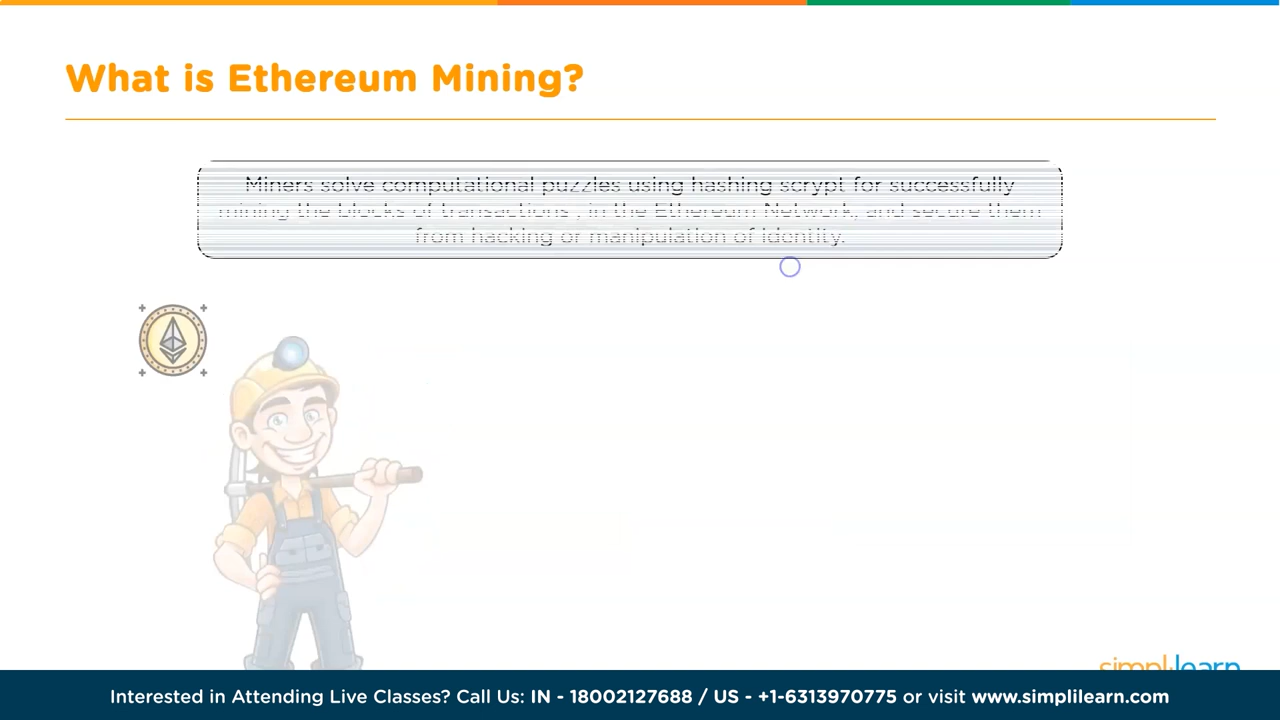 What is Ethereum Mining?
Miners solve computational puzzles using hashing scrypt for successfully
mining the blocks of transactions , in the Ethereum Network, and secure them
from hacking or manipulation of identity.
simplilearn
Interested in Attending Live Classes? Call Us: IN - 18002127688 / US - +1-6313970775 or visit www.simplilearn.com